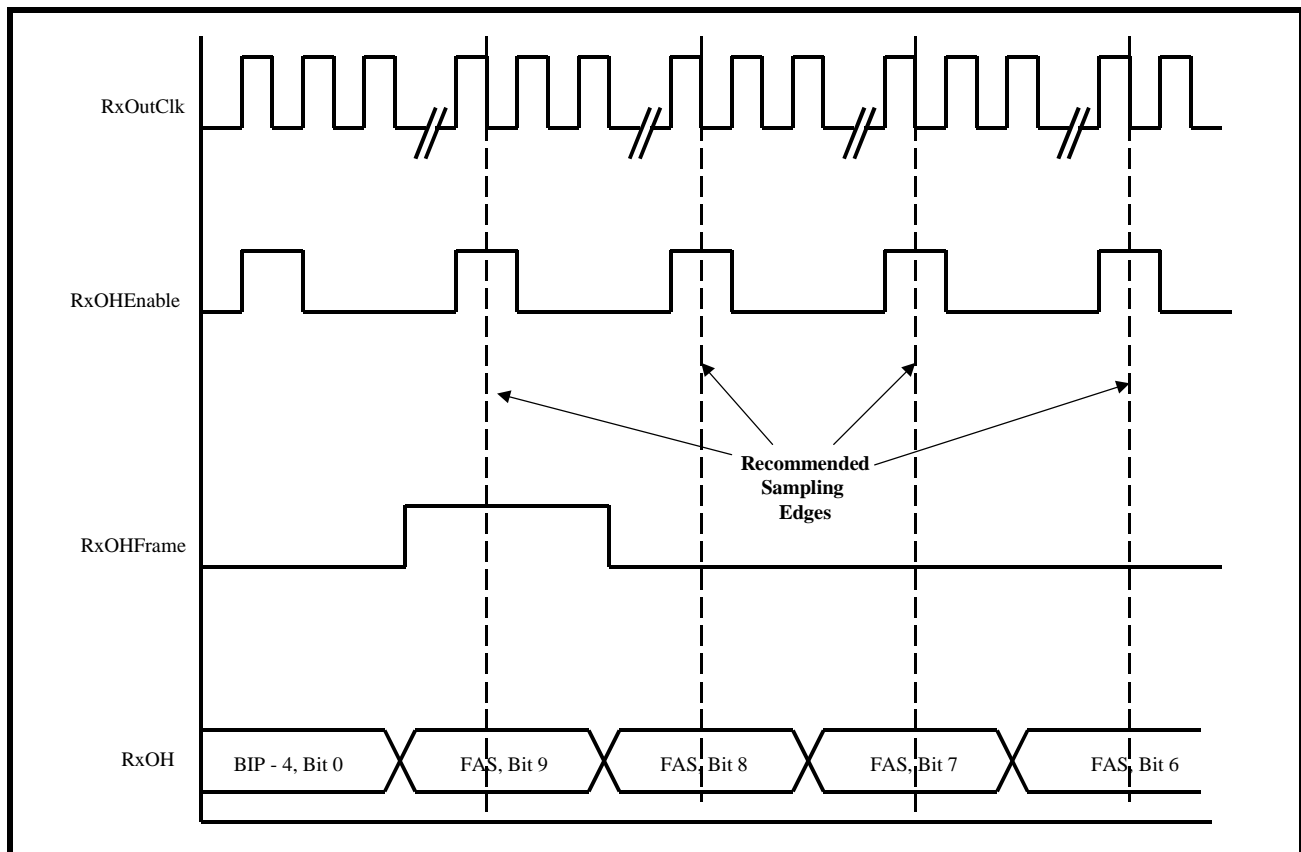 RxOutClk
RxOHEnable
Recommended
Sampling
Edges
RxOHFrame
RxOH
BIP - 4, Bit 0
FAS, Bit 9
FAS, Bit 8
FAS, Bit 7
FAS, Bit 6